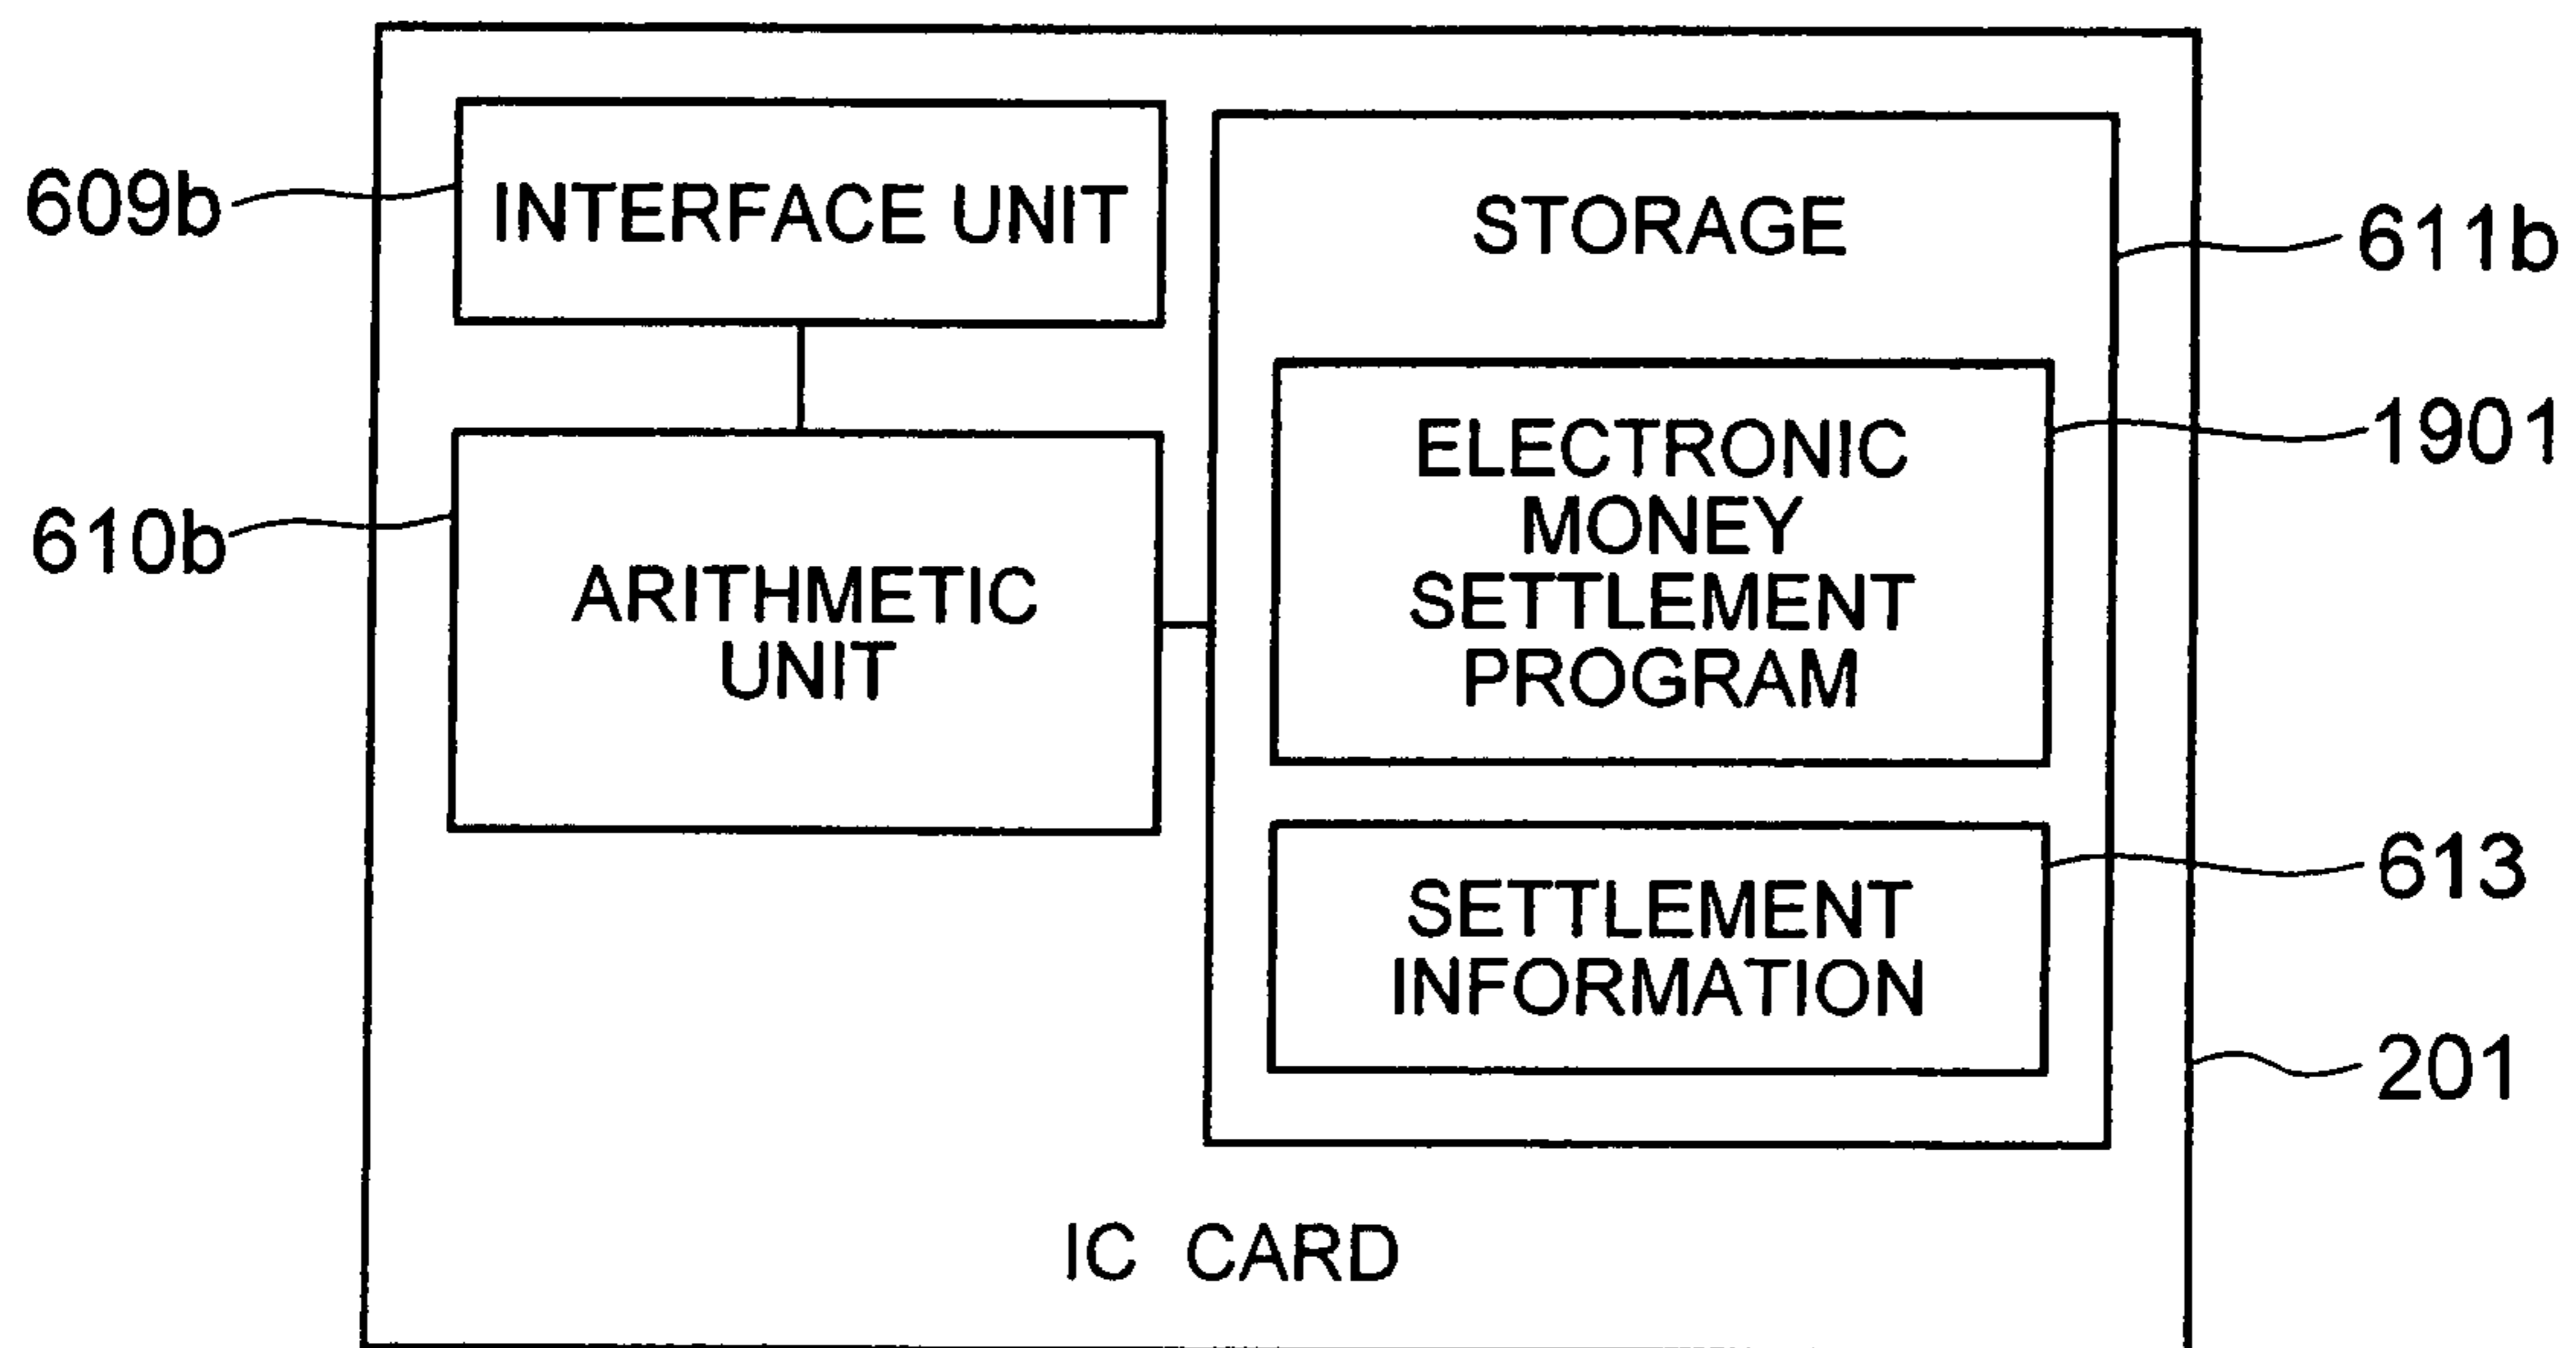 609b
INTERFACE UNIT
STORAGE
611b
ELECTRONIC
MONEY
SETTLEMENT
PROGRAM
1901
610b
ARITHMETIC
UNIT
SETTLEMENT
INFORMATION
613
201
IC CARD